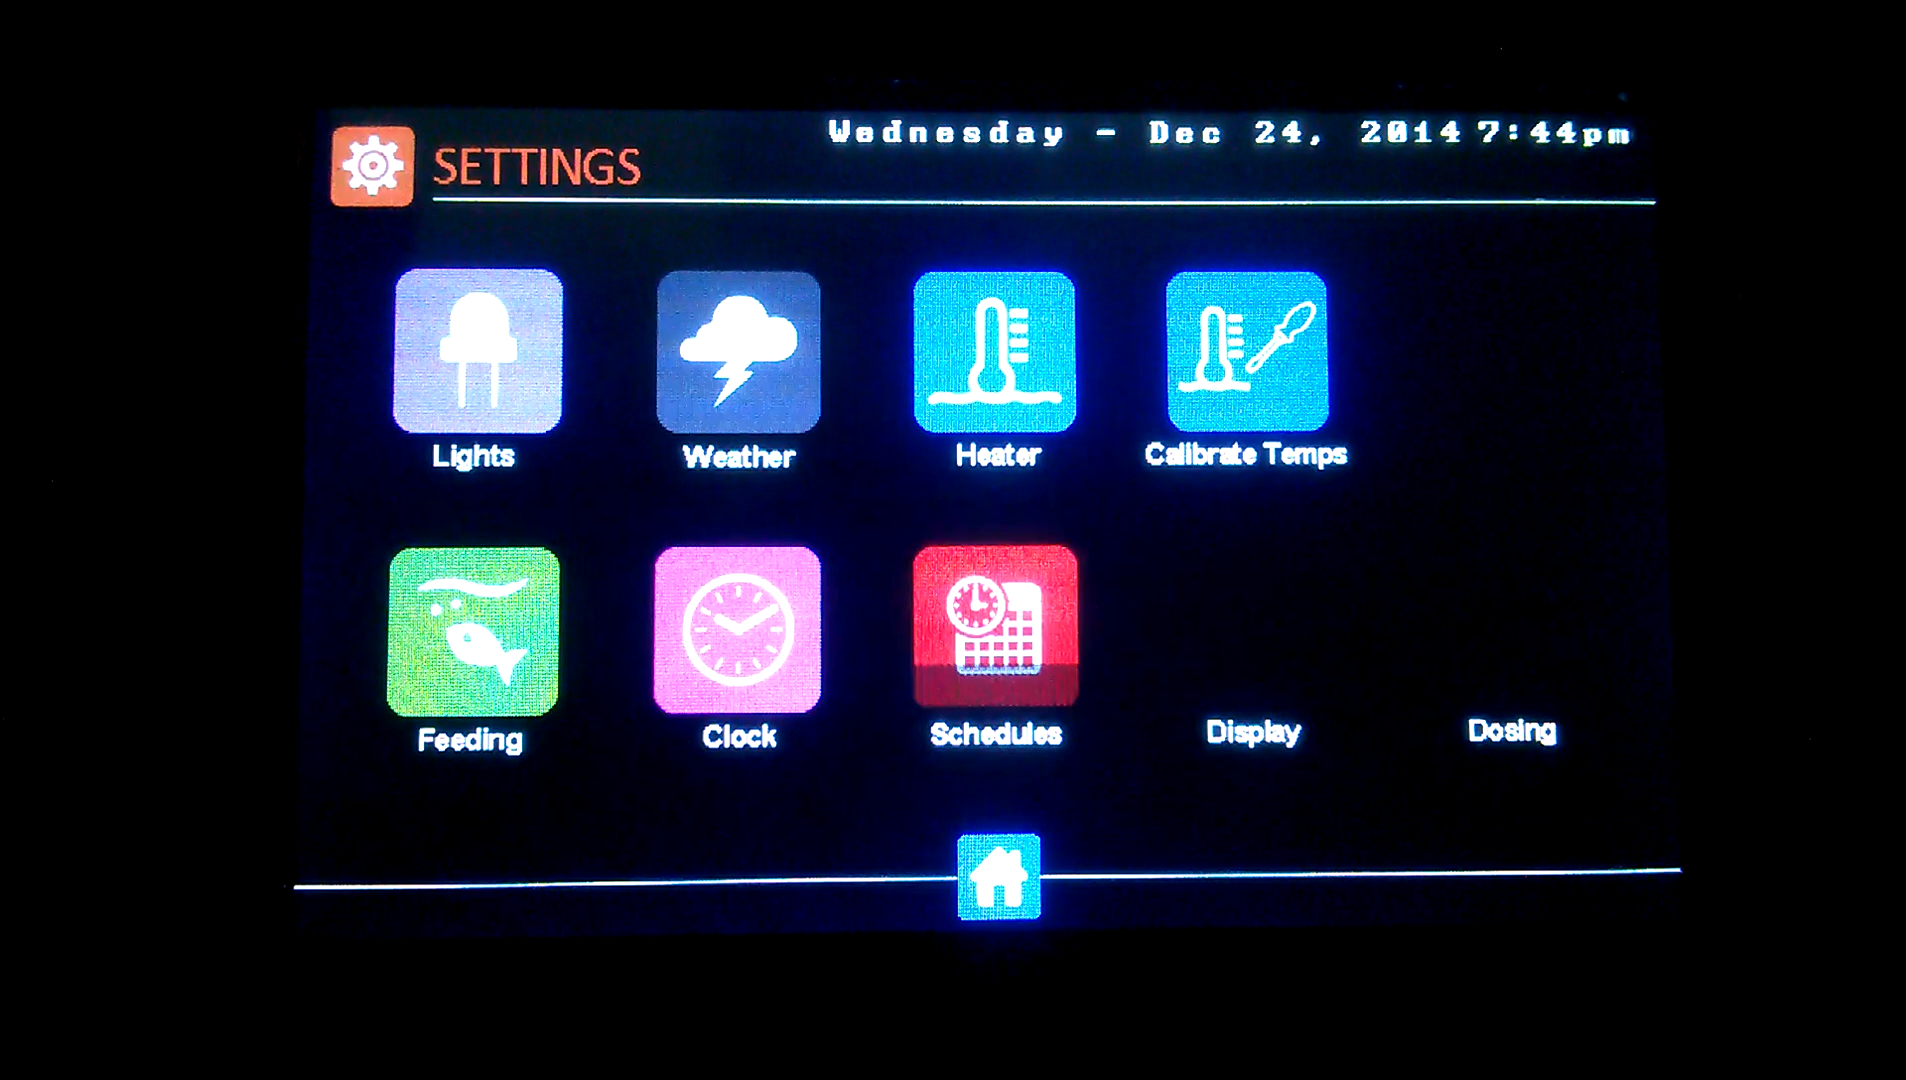 Wednesday - Dec 24, 2014 7:44pm
SETTINGS
Lights Weather Heater Calibrate Temps
Feeding Clock Schedules Display Dosing